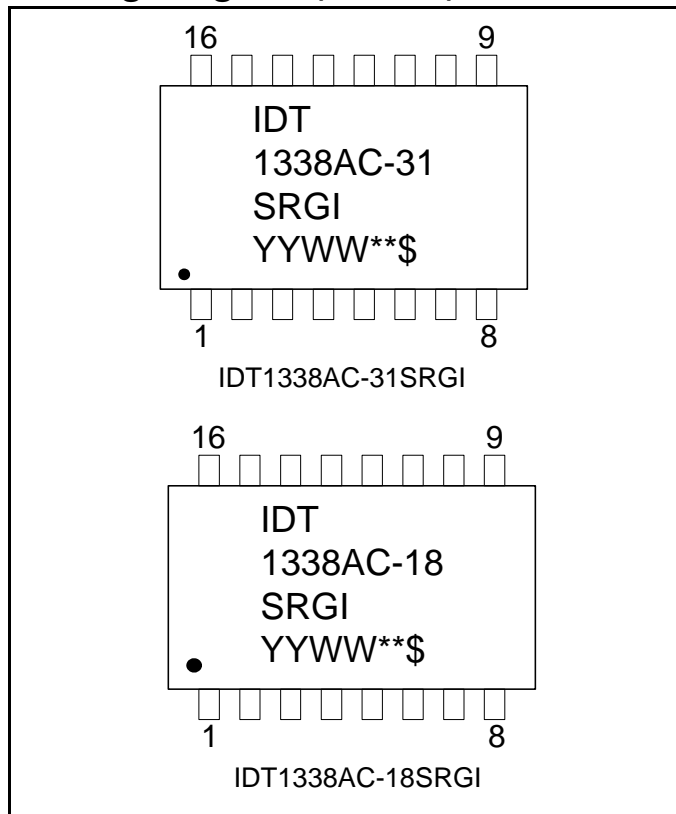 16 9
IDT
1338AC-31
SRGI
YYWW**$
1 8
IDT1338AC-31SRGI
16 9
IDT
1338AC-18
SRGI
YYWW**$
1 8
IDT1338AC-18SRGI